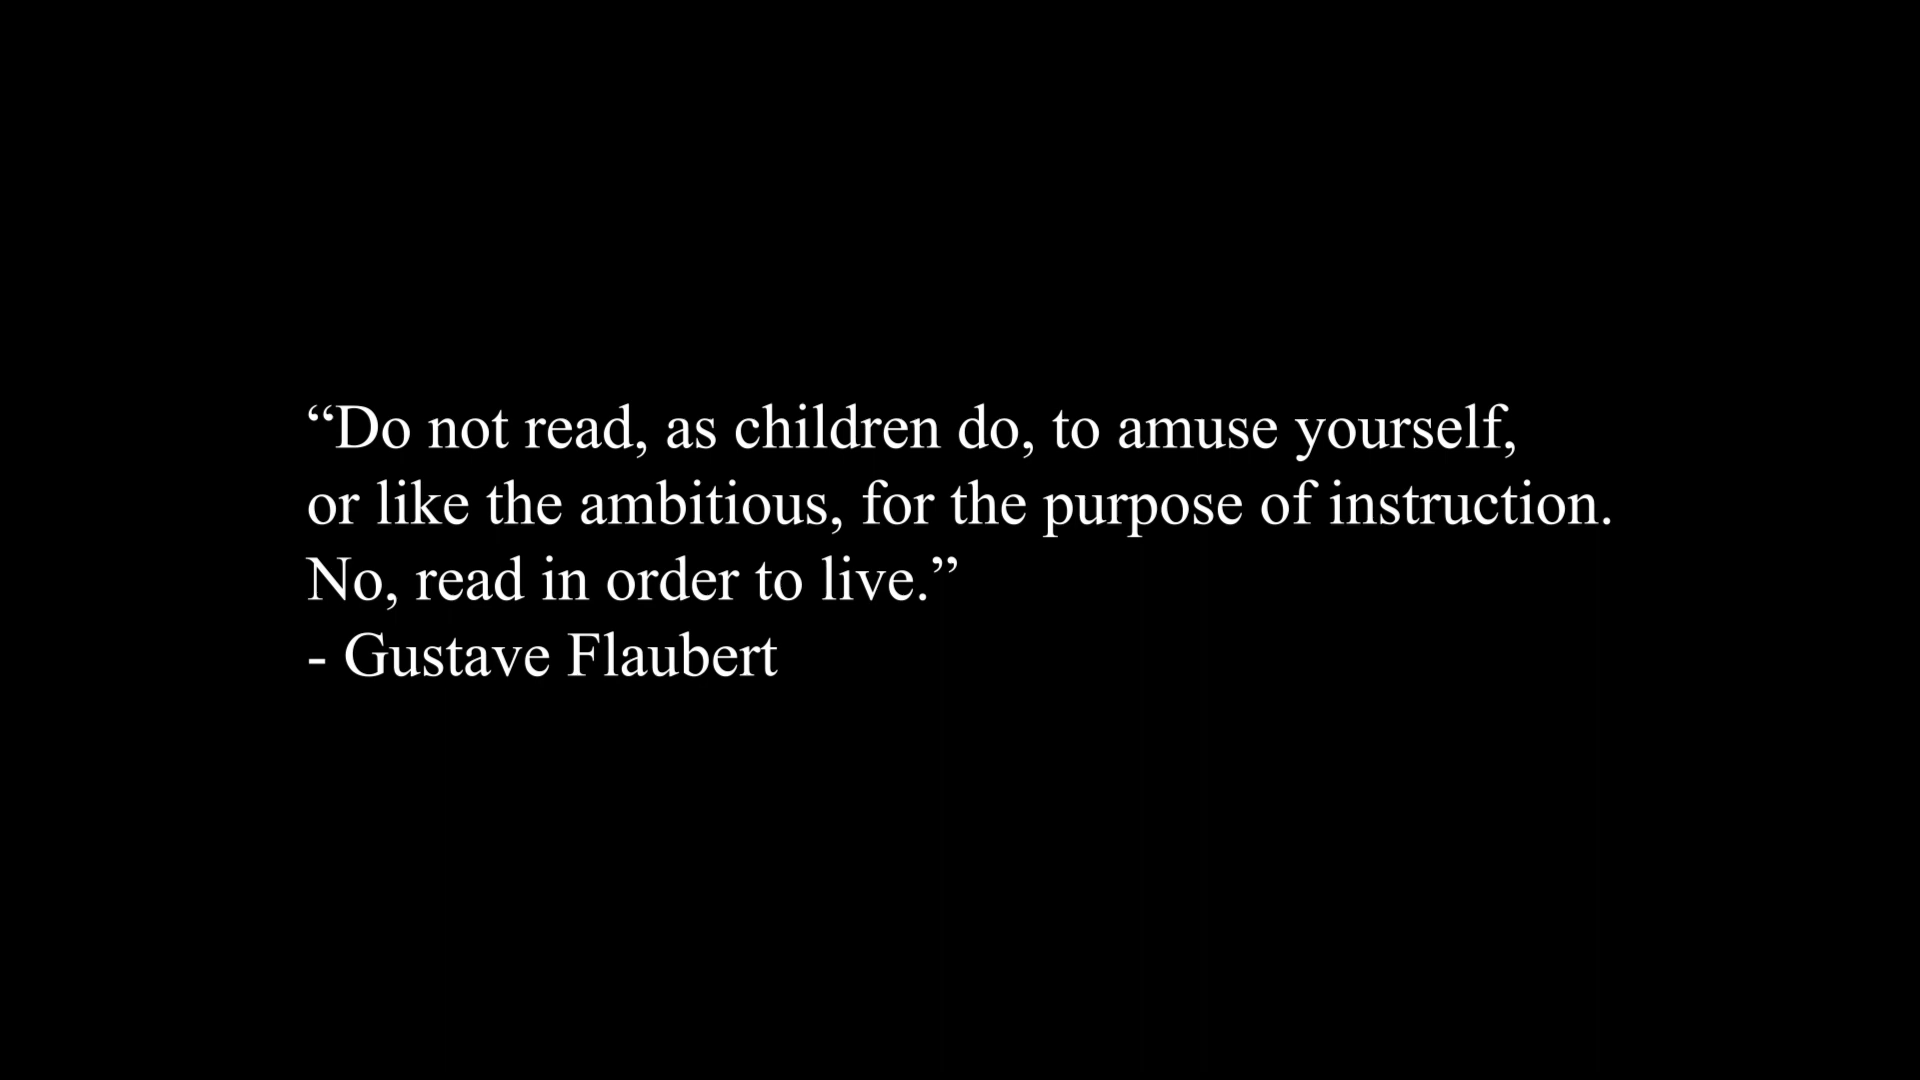 “Do not read, as children do, to amuse yourself,
or like the ambitious, for the purpose of instruction.
No, read in order to live.”
- Gustave Flaubert